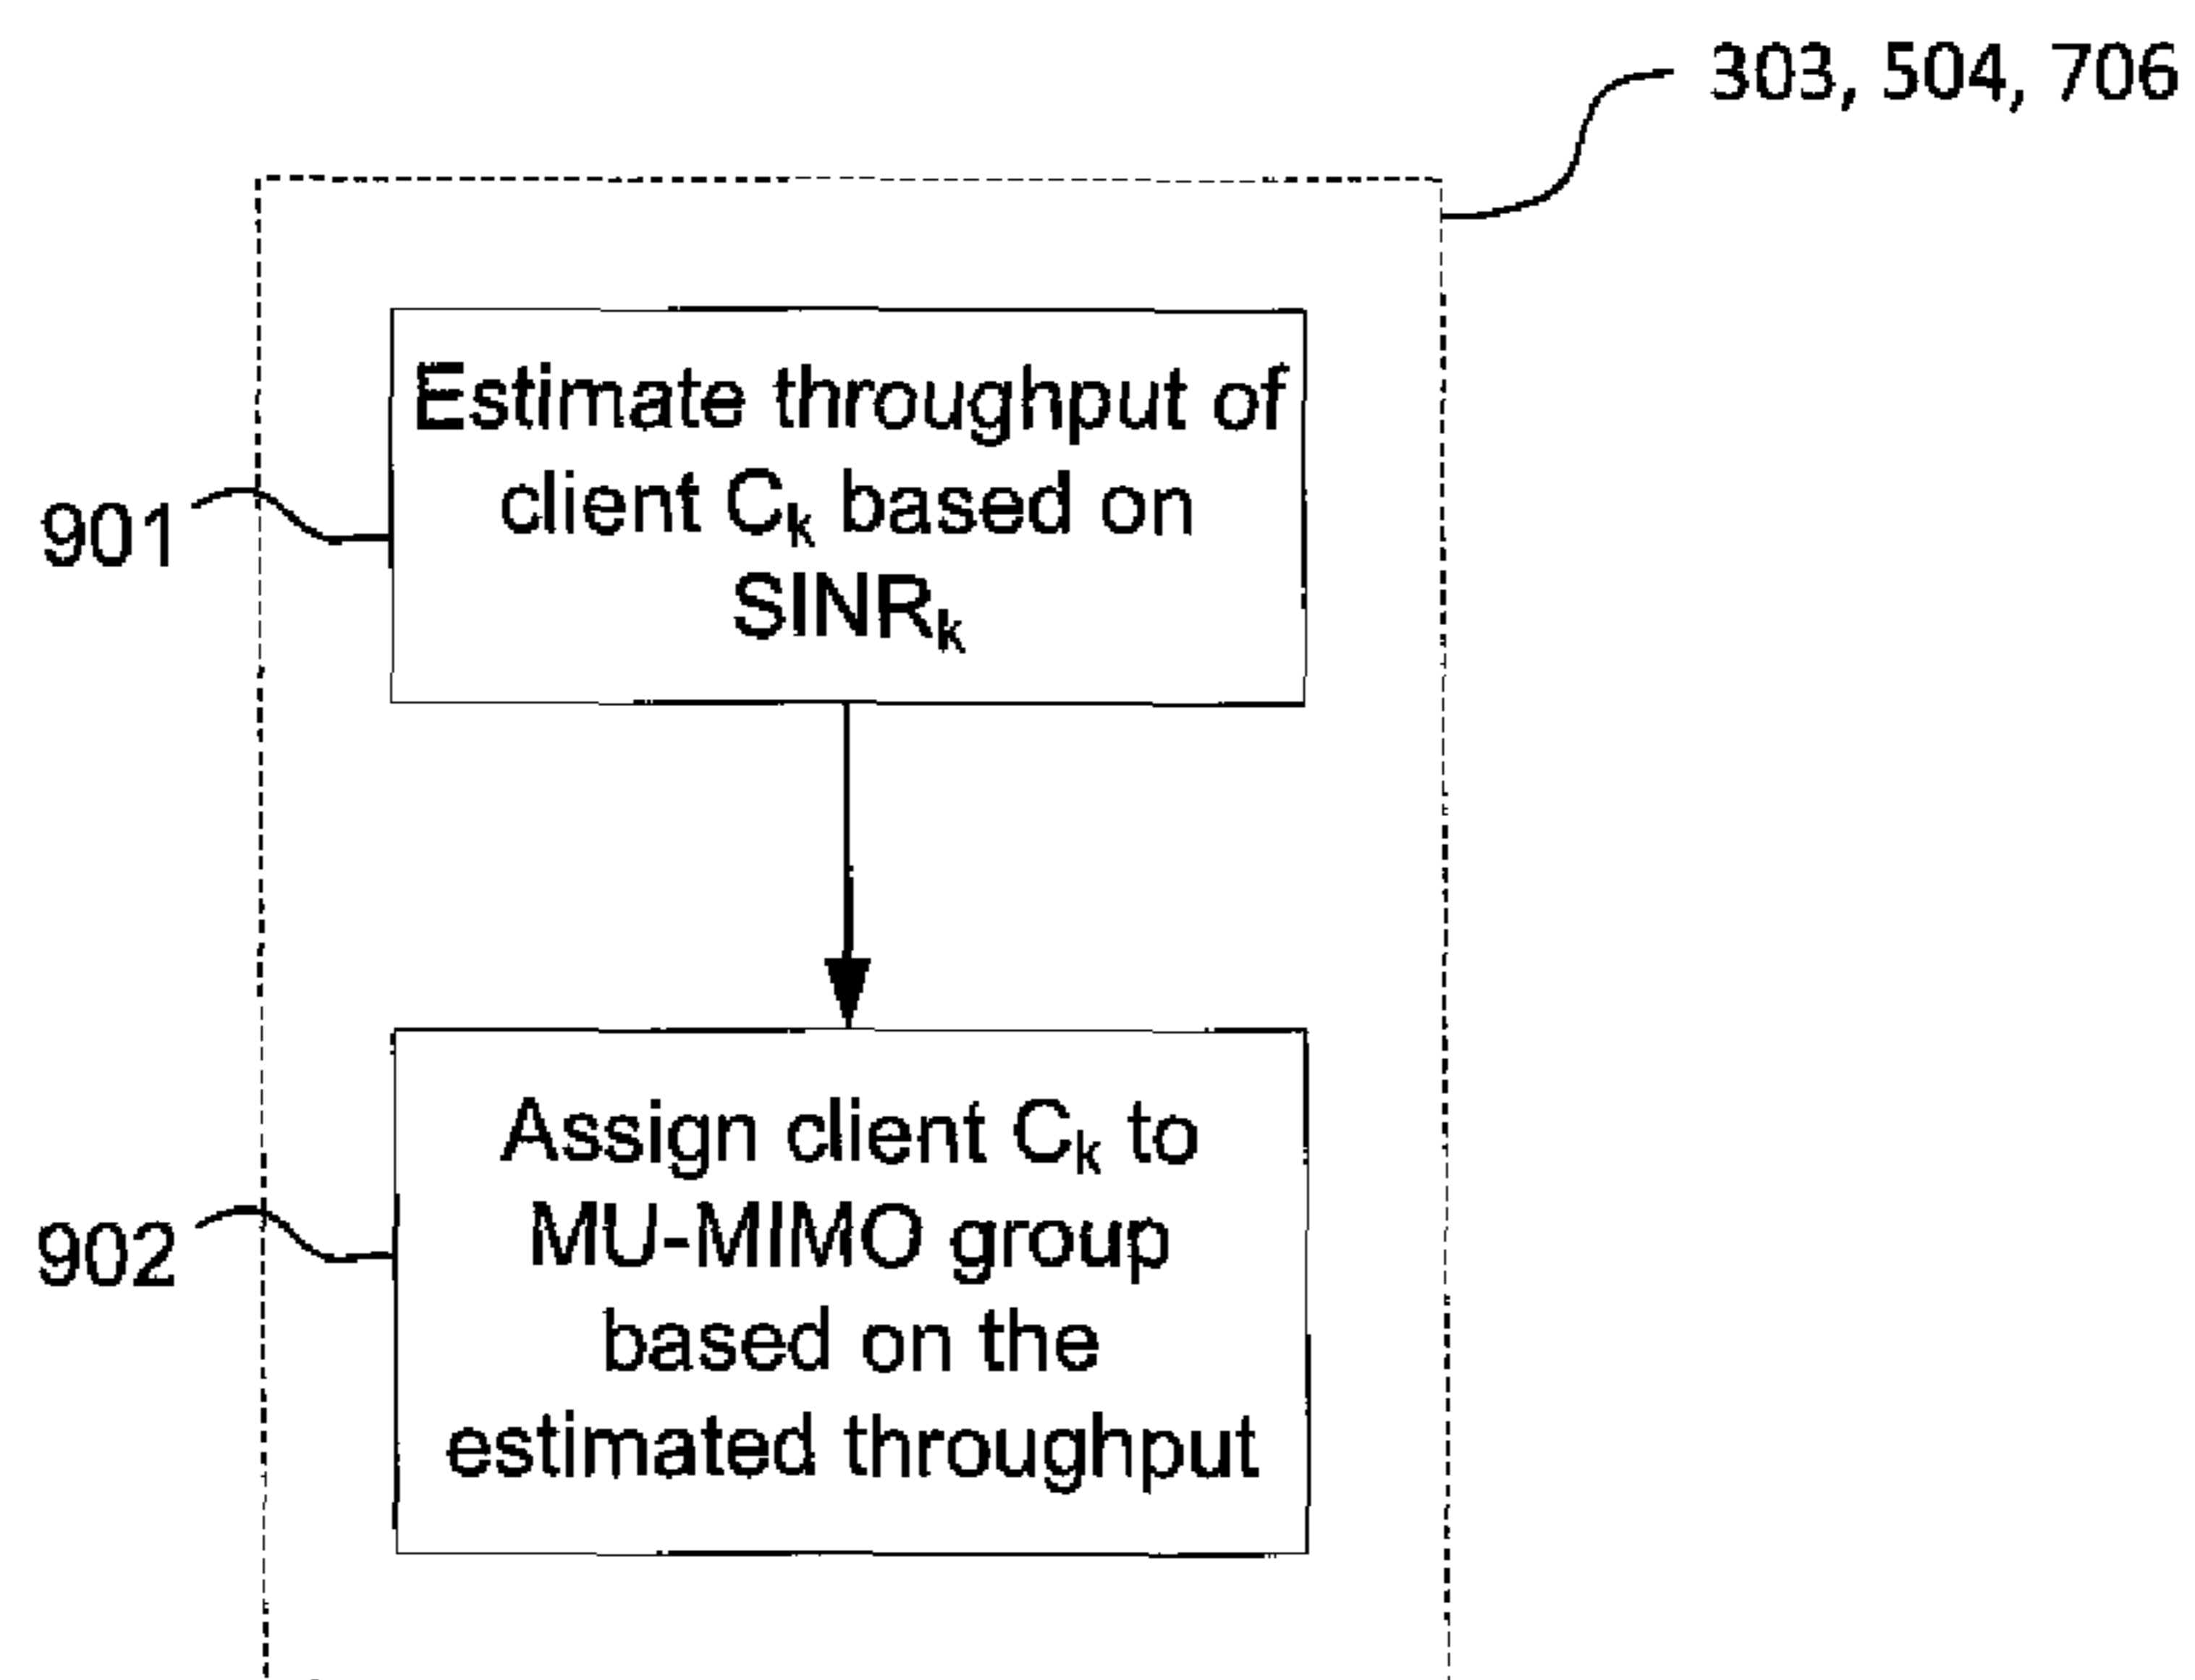 303, 504, 706
Estimate throughput of
client Cₖ based on
SINRₖ
901
Assign client Cₖ to
MU-MIMO group
based on the
estimated throughput
902